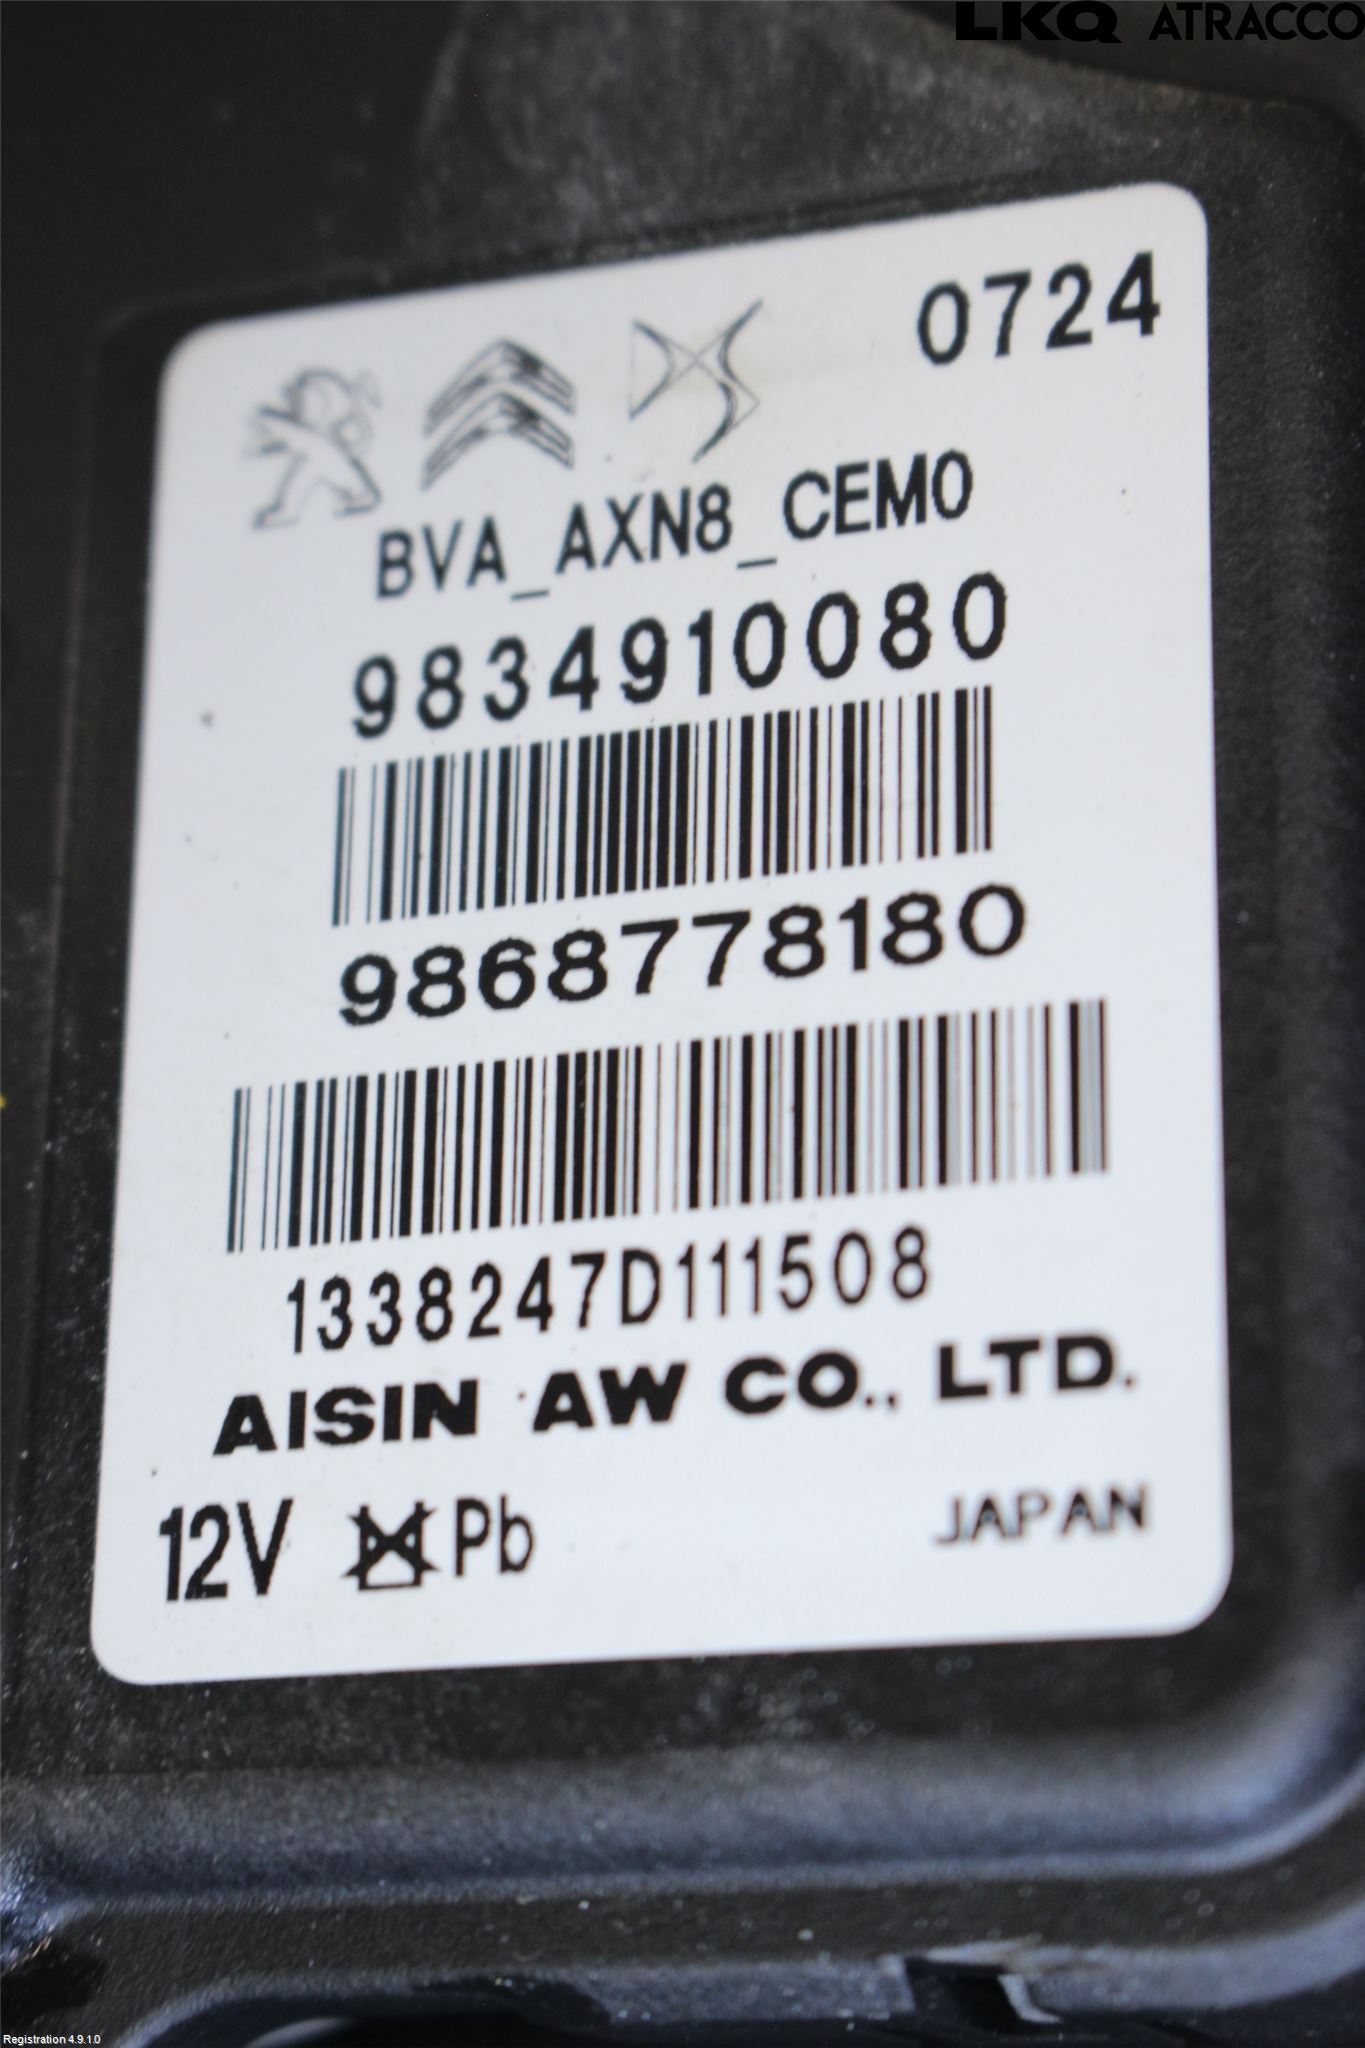 LKQ ATRACCO
0724
BVA_AXN8_CEM0
9834910080
9868778180
1338247D111508
AISIN AW CO., LTD.
12V Pb JAPAN
Registration 4.9.1.0